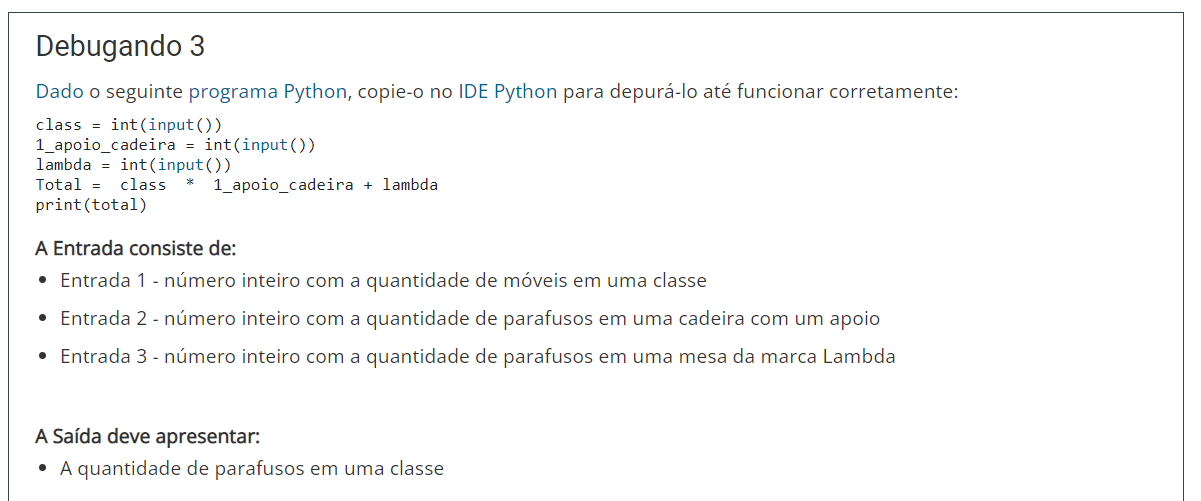 Debugando 3
Dado o seguinte programa Python, copie-o no IDE Python para depurá-lo até funcionar corretamente:
class = int(input())
1_apoio_cadeira = int(input())
lambda = int(input())
Total =  class  *  1_apoio_cadeira + lambda
print(total)
A Entrada consiste de:
• Entrada 1 - número inteiro com a quantidade de móveis em uma classe
• Entrada 2 - número inteiro com a quantidade de parafusos em uma cadeira com um apoio
• Entrada 3 - número inteiro com a quantidade de parafusos em uma mesa da marca Lambda
A Saída deve apresentar:
• A quantidade de parafusos em uma classe